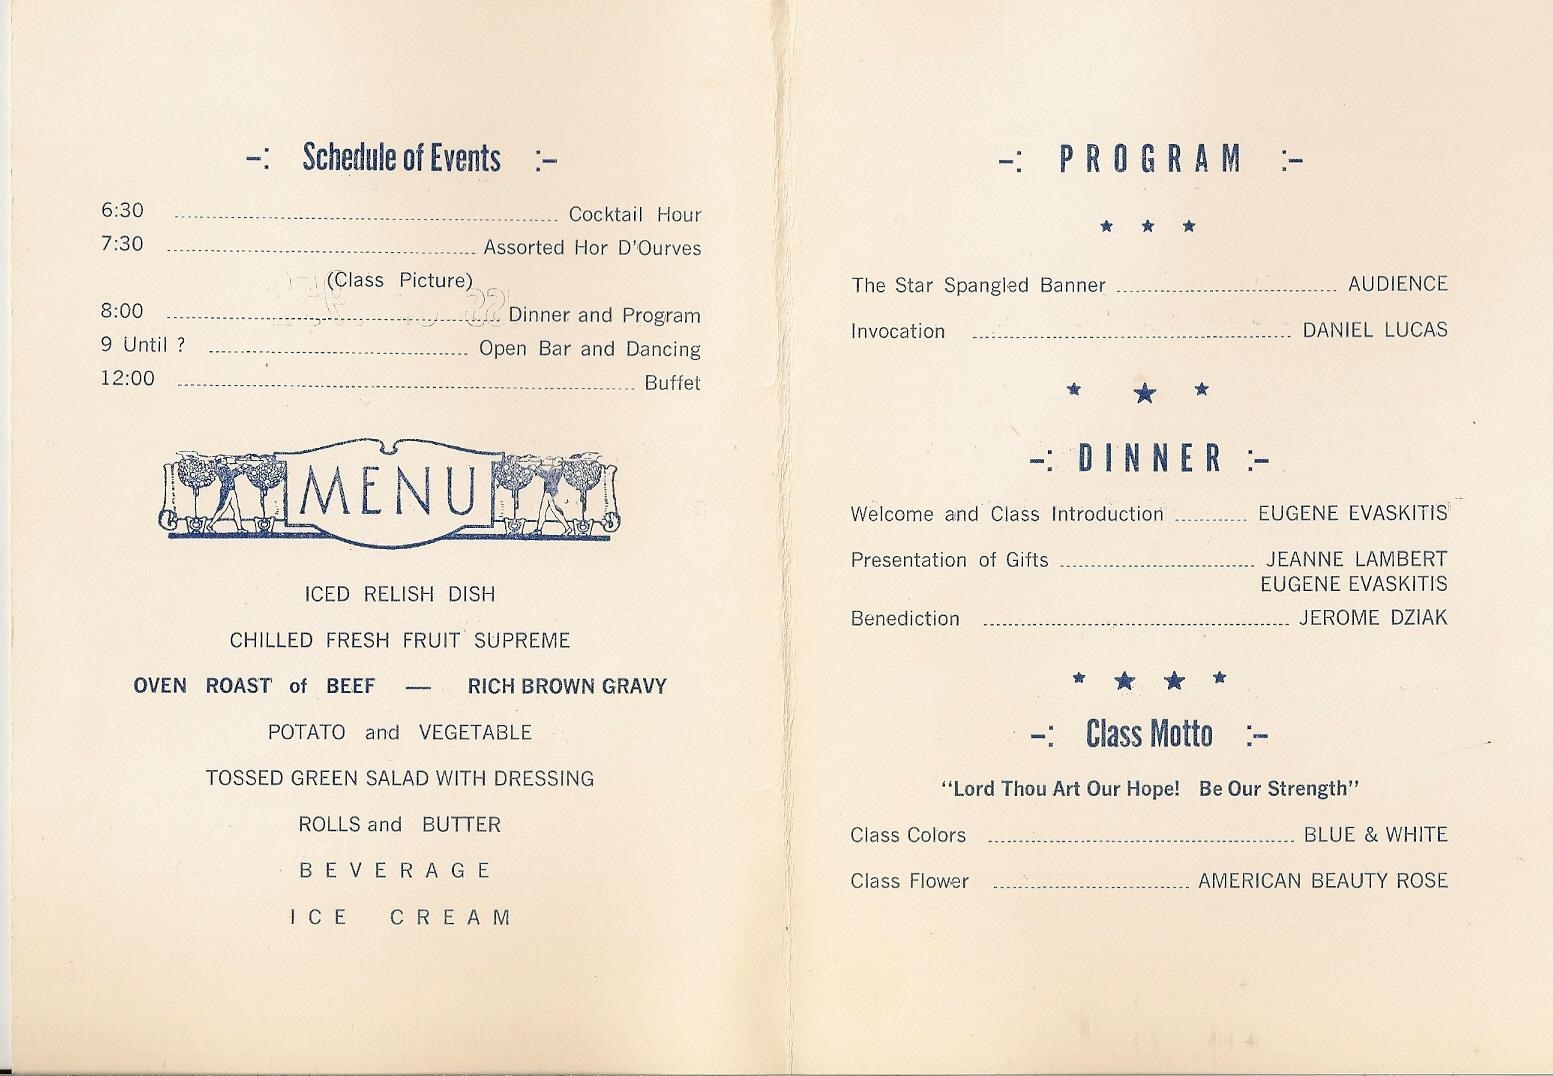 -: Schedule of Events :-
6:30 ........ Cocktail Hour
7:30 ........ Assorted Hor D'Ourves
(Class Picture)
8:00 ........ Dinner and Program
9 Until ? ........ Open Bar and Dancing
12:00 ........ Buffet
MENU
ICED RELISH DISH
CHILLED FRESH FRUIT SUPREME
OVEN ROAST of BEEF — RICH BROWN GRAVY
POTATO and VEGETABLE
TOSSED GREEN SALAD WITH DRESSING
ROLLS and BUTTER
BEVERAGE
ICE CREAM
-: PROGRAM :-
The Star Spangled Banner ........ AUDIENCE
Invocation ........ DANIEL LUCAS
-: DINNER :-
Welcome and Class Introduction ........ EUGENE EVASKITIS
Presentation of Gifts ........ JEANNE LAMBERT
EUGENE EVASKITIS
Benediction ........ JEROME DZIAK
-: Class Motto :-
"Lord Thou Art Our Hope! Be Our Strength"
Class Colors ........ BLUE & WHITE
Class Flower ........ AMERICAN BEAUTY ROSE